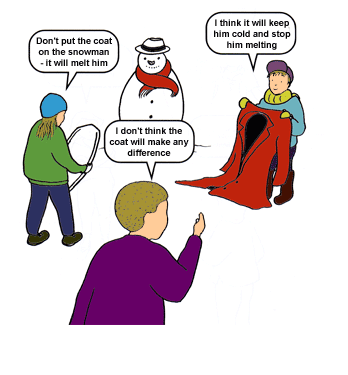 Don't put the coat
on the snowman
- it will melt him
I think it will keep
him cold and stop
him melting
I don't think the
coat will make any
difference